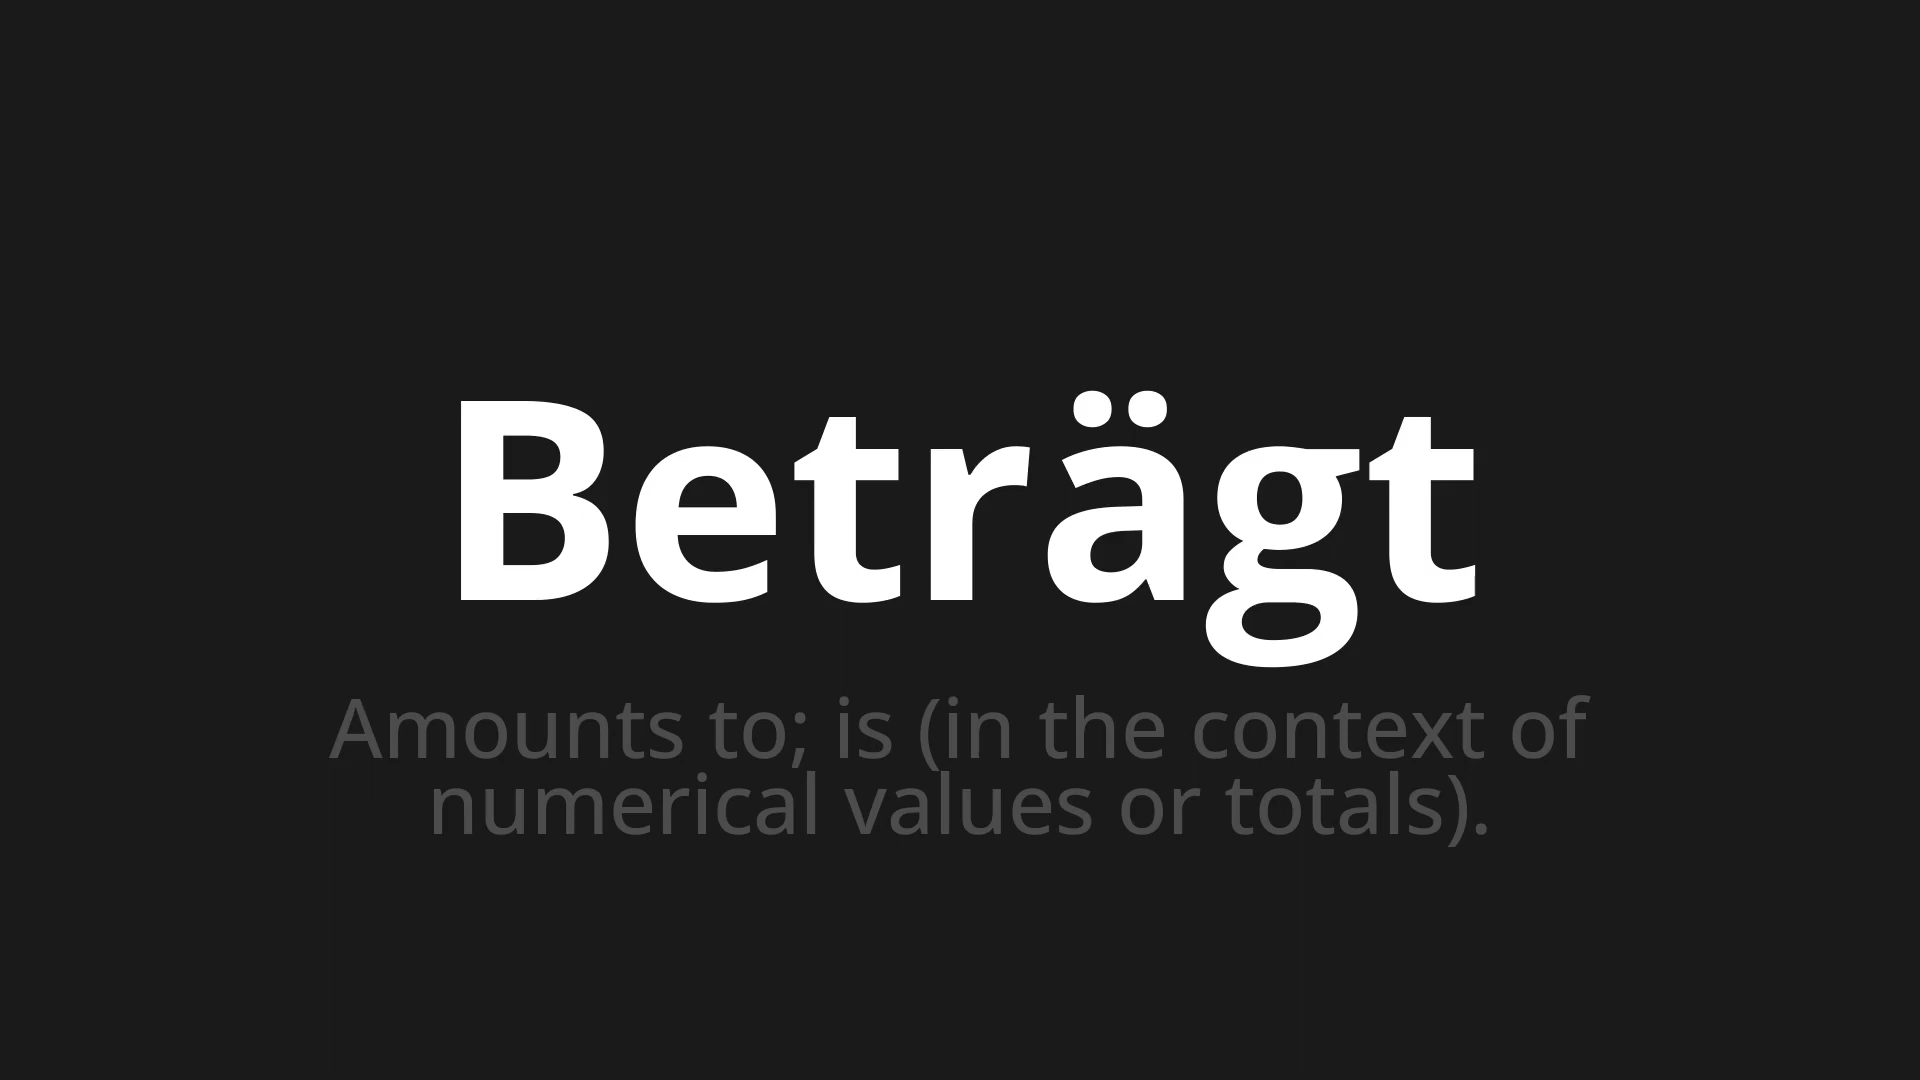 Beträgt
Amounts to; is (in the context of
numerical values or totals).